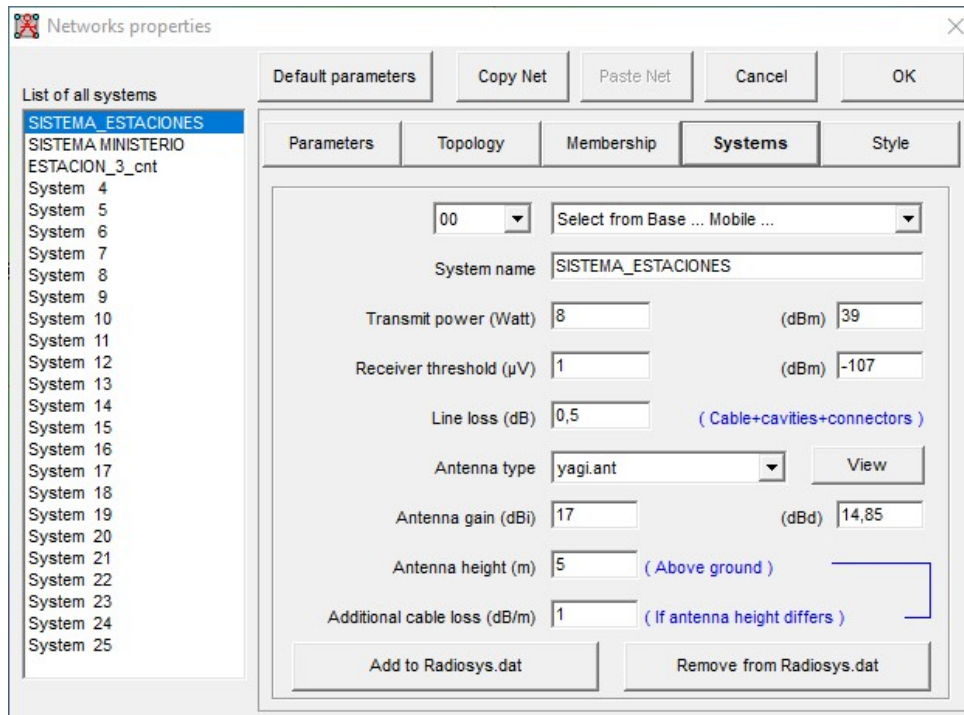 Networks properties
Default parameters Copy Net Paste Net Cancel OK
List of all systems
SISTEMA_ESTACIONES
SISTEMA MINISTERIO
ESTACION_3_cnt
System 4
System 5
System 6
System 7
System 8
System 9
System 10
System 11
System 12
System 13
System 14
System 15
System 16
System 17
System 18
System 19
System 20
System 21
System 22
System 23
System 24
System 25
Parameters Topology Membership Systems Style
00 Select from Base ... Mobile ...
System name SISTEMA_ESTACIONES
Transmit power (Watt) 8 (dBm) 39
Receiver threshold (µV) 1 (dBm) -107
Line loss (dB) 0,5 ( Cable+cavities+connectors )
Antenna type yagi.ant View
Antenna gain (dBi) 17 (dBd) 14,85
Antenna height (m) 5 ( Above ground )
Additional cable loss (dB/m) 1 ( If antenna height differs )
Add to Radiosys.dat Remove from Radiosys.dat